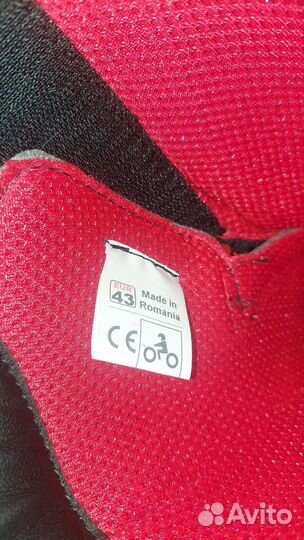 EUR
43
Made in
Romania
CE
Avito